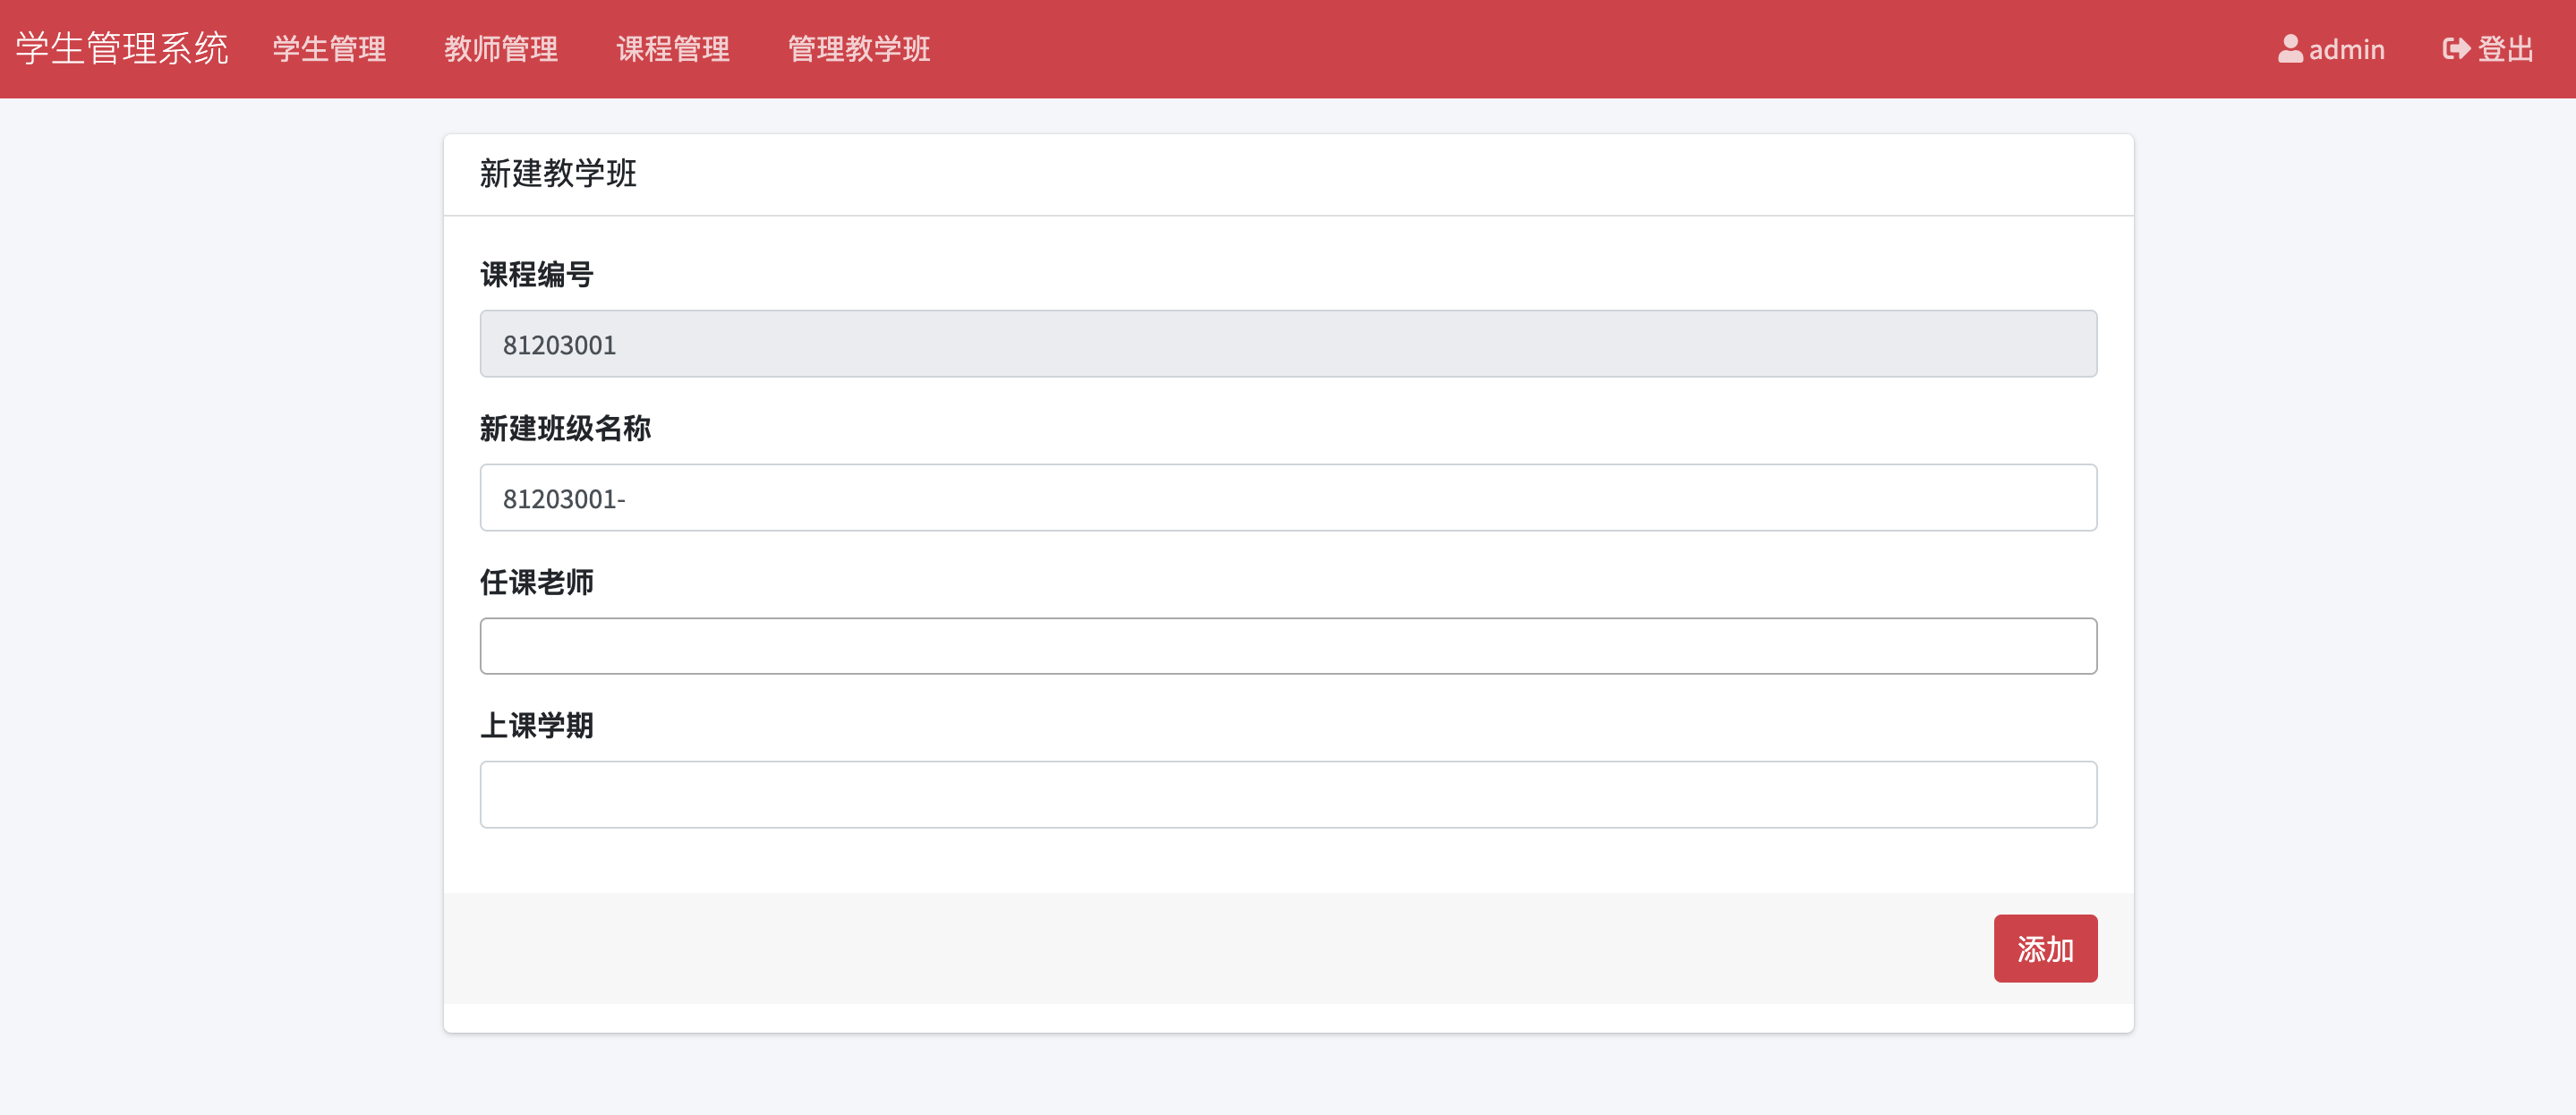 学生管理系统 学生管理 教师管理 课程管理 管理教学班 admin 登出
新建教学班
课程编号
81203001
新建班级名称
81203001-
任课老师
上课学期
添加